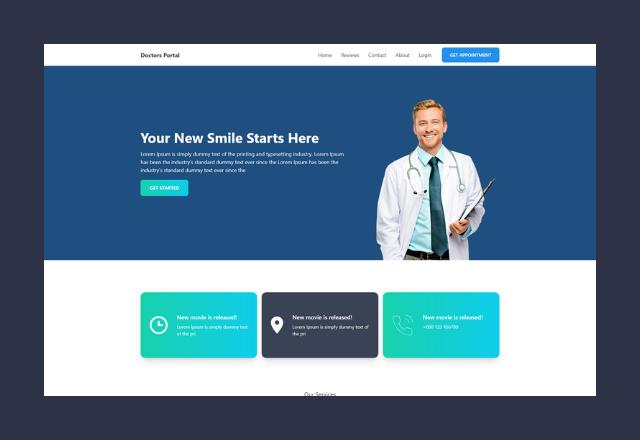 Doctors Portal
Home Reviews Contact About Login GET APPOINTMENT
Your New Smile Starts Here
Lorem Ipsum is simply dummy text of the printing and typesetting industry. Lorem Ipsum
has been the industry's standard dummy text ever since the Lorem Ipsum has been the
industry's standard dummy text ever since the
GET STARTED
New movie is released!
Lorem Ipsum is simply dummy text
of the pri
New movie is released!
Lorem Ipsum is simply dummy text of
the pri
New movie is released!
+000 123 456789
Our Services